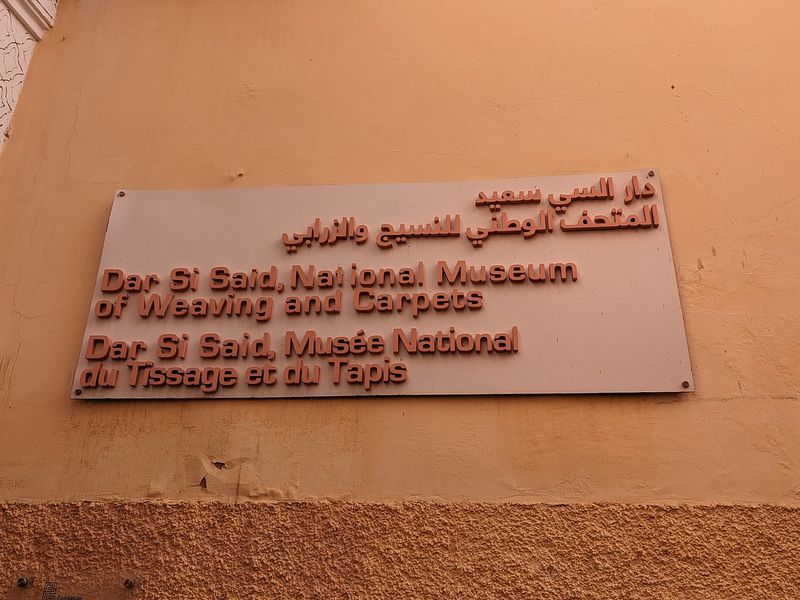 دار السي سعيد
المتحف الوطني للنسيج والزرابي
Dar Si Said, National Museum
of Weaving and Carpets
Dar Si Said, Musée National
du Tissage et du Tapis